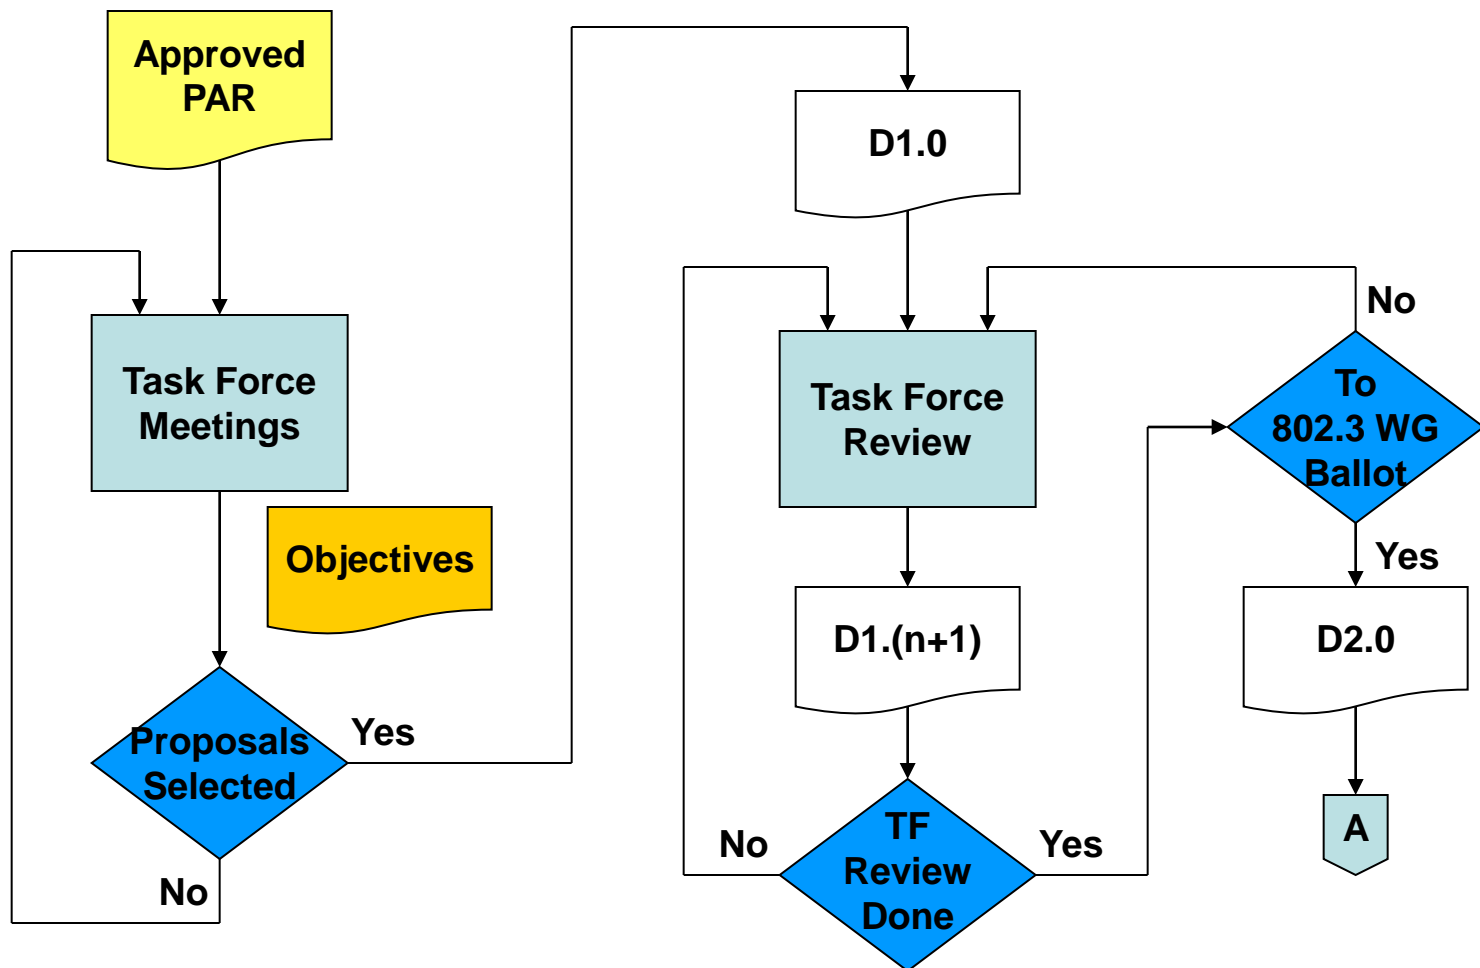 Approved
PAR
Task Force
Meetings
Objectives
Proposals
Selected
Yes
No
D1.0
Task Force
Review
D1.(n+1)
TF
Review
Done
No
Yes
To
802.3 WG
Ballot
No
Yes
D2.0
A